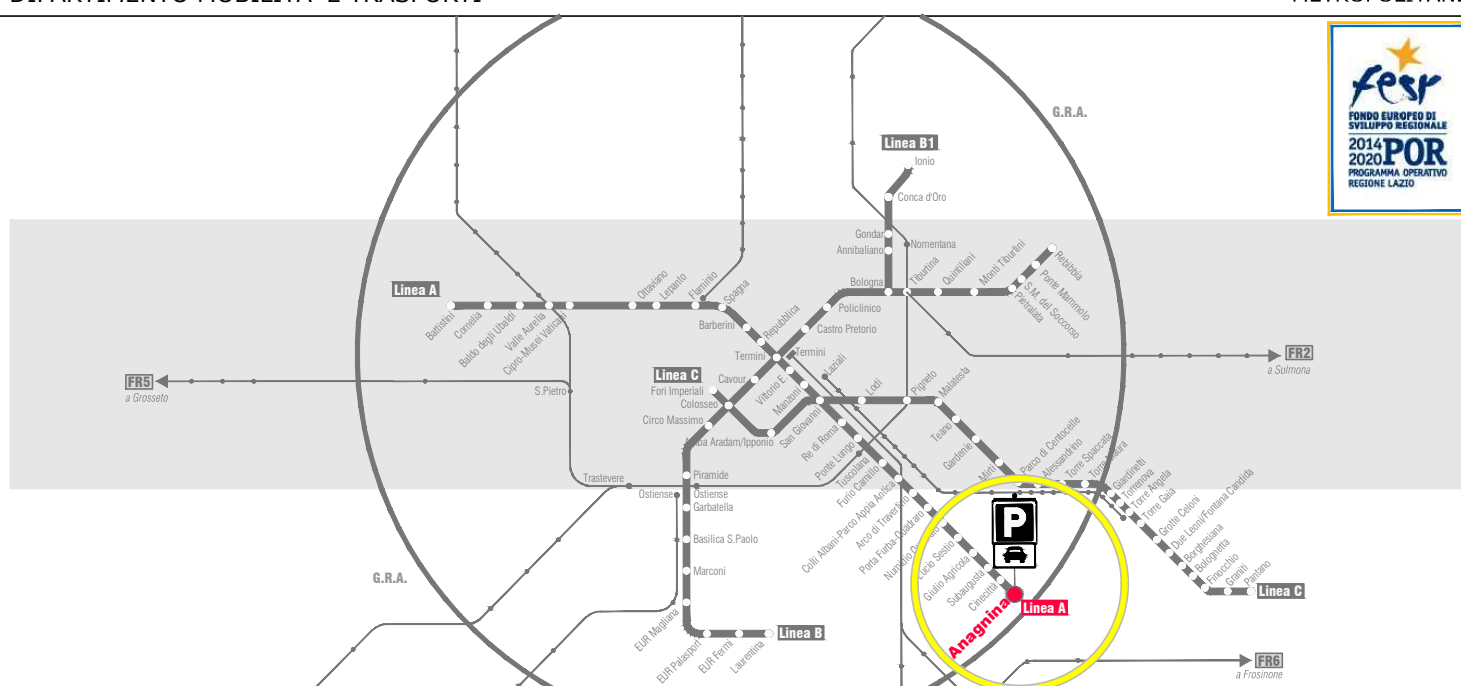 DIPARTIMENTO MOBILITA' E TRASPORTI
G.R.A.
fesr
FONDO EUROPEO DI
SVILUPPO REGIONALE
2014
2020 POR
PROGRAMMA OPERATIVO
REGIONE LAZIO
Linea B1
Ionio
Conca d'Oro
Gondar
Annibaliano
Nomentana
Bologna
Tiburtina
Quintiliani
Monti Tiburtini
Rebibbia
Ponte Mammolo
S.M. del Soccorso
Pietralata
Linea A
Battistini
Cornelia
Baldo degli Ubaldi
Valle Aurelia
Cipro-Musei Vaticani
Ottaviano
Lepanto
Flaminio
Spagna
Barberini
Repubblica
Policlinico
Castro Pretorio
Termini
Termini
Laziali
FR2
a Sulmona
FR5
a Grosseto
S.Pietro
Linea C
Fori Imperiali
Cavour
Colosseo
Vittorio E.
Manzoni
Lodi
Pigneto
Malatesta
Circo Massimo
Amba Aradam/Ipponio
San Giovanni
Re di Roma
Ponte Lungo
Tuscolana
Furio Camillo
Colli Albani-Parco Appia Antica
Arco di Travertino
Porta Furba-Quadraro
Lucio Sestio
Giulio Agricola
Subaugusta
Cinecittà
Anagnina
Linea A
P
Teano
Gardenie
Mirti
Parco di Centocelle
Alessandrino
Torre Spaccata
Torre Maura
Giardinetti
Torrenova
Torre Angela
Torre Gaia
Grotte Celoni
Due Leoni/Fontana Candida
Borghesiana
Bolognetta
Finocchio
Graniti
Pantano
Linea C
Trastevere
Piramide
Ostiense
Ostiense
Garbatella
Basilica S.Paolo
Marconi
EUR Magliana
EUR Palasport
EUR Fermi
Laurentina
Linea B
G.R.A.
FR6
a Frosinone